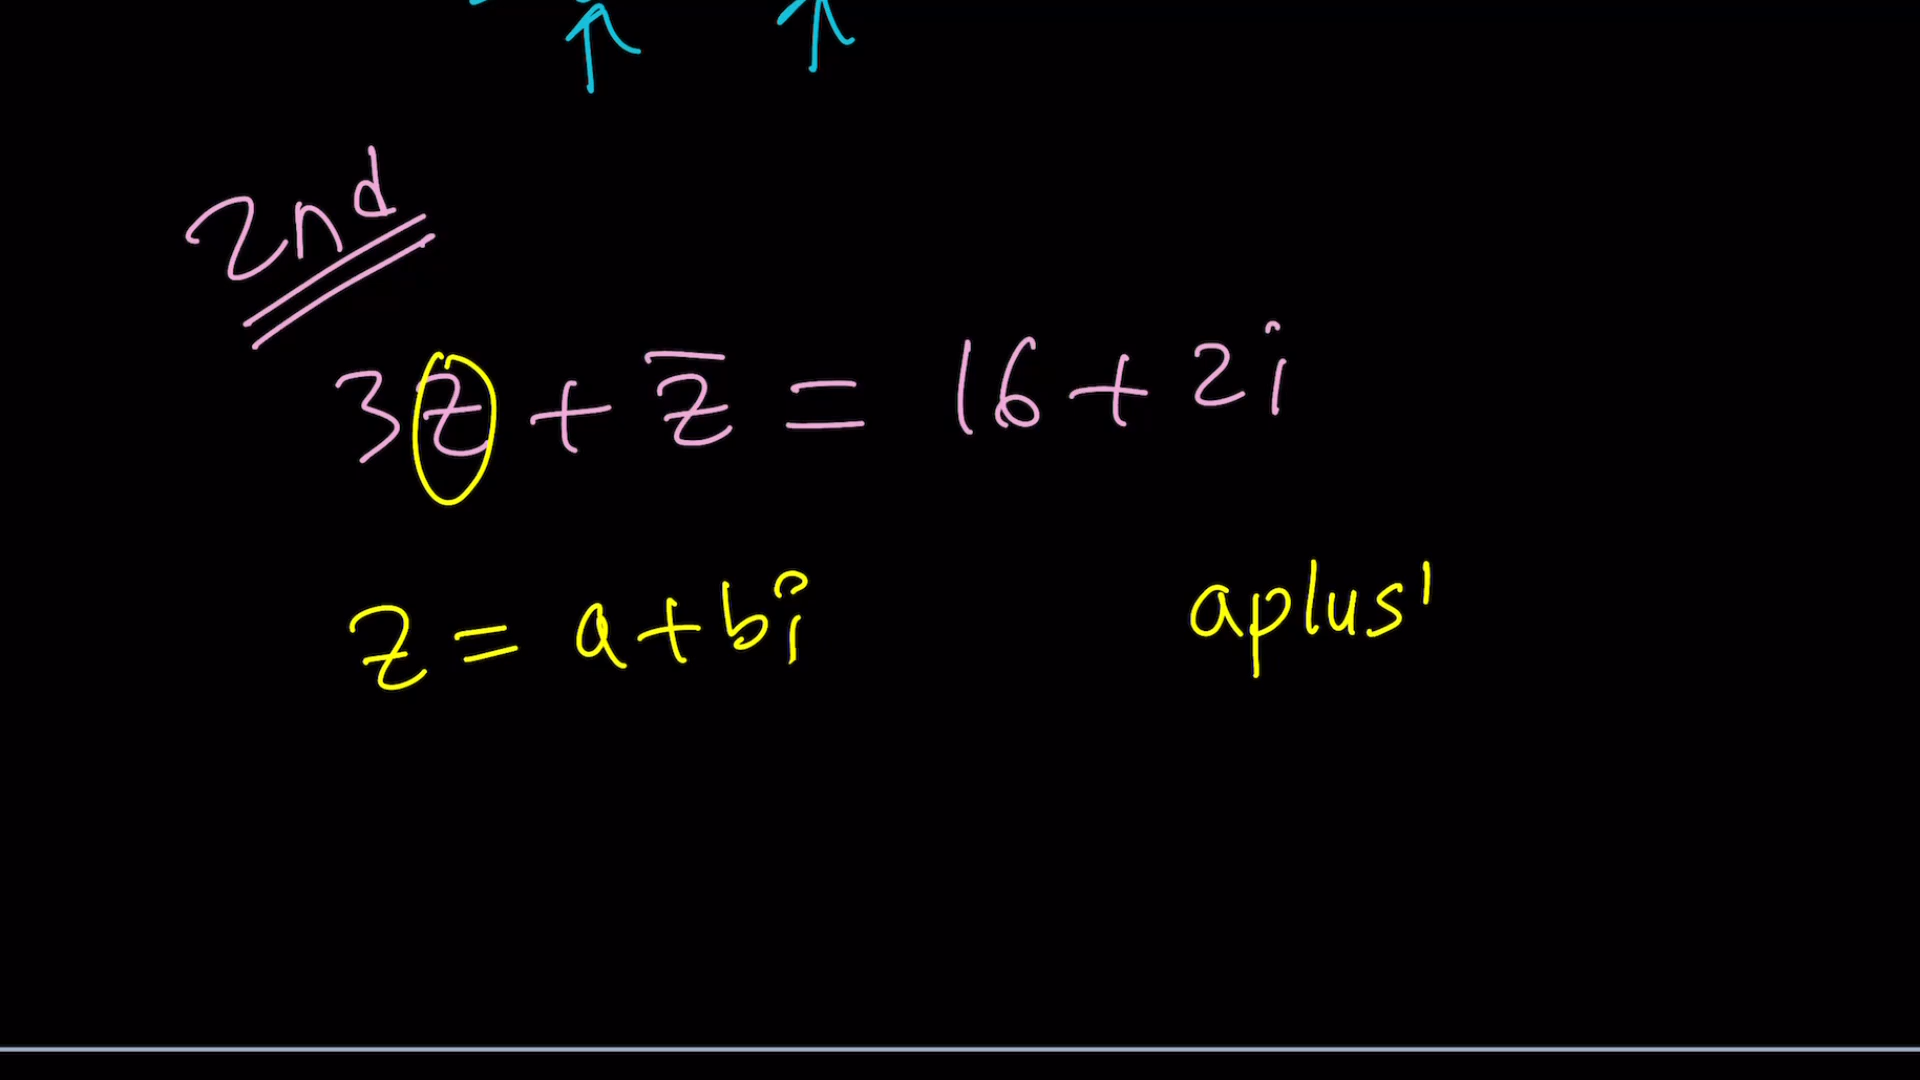 2nd
3z + z̅ = 16 + 2i
z = a + bi aplus'